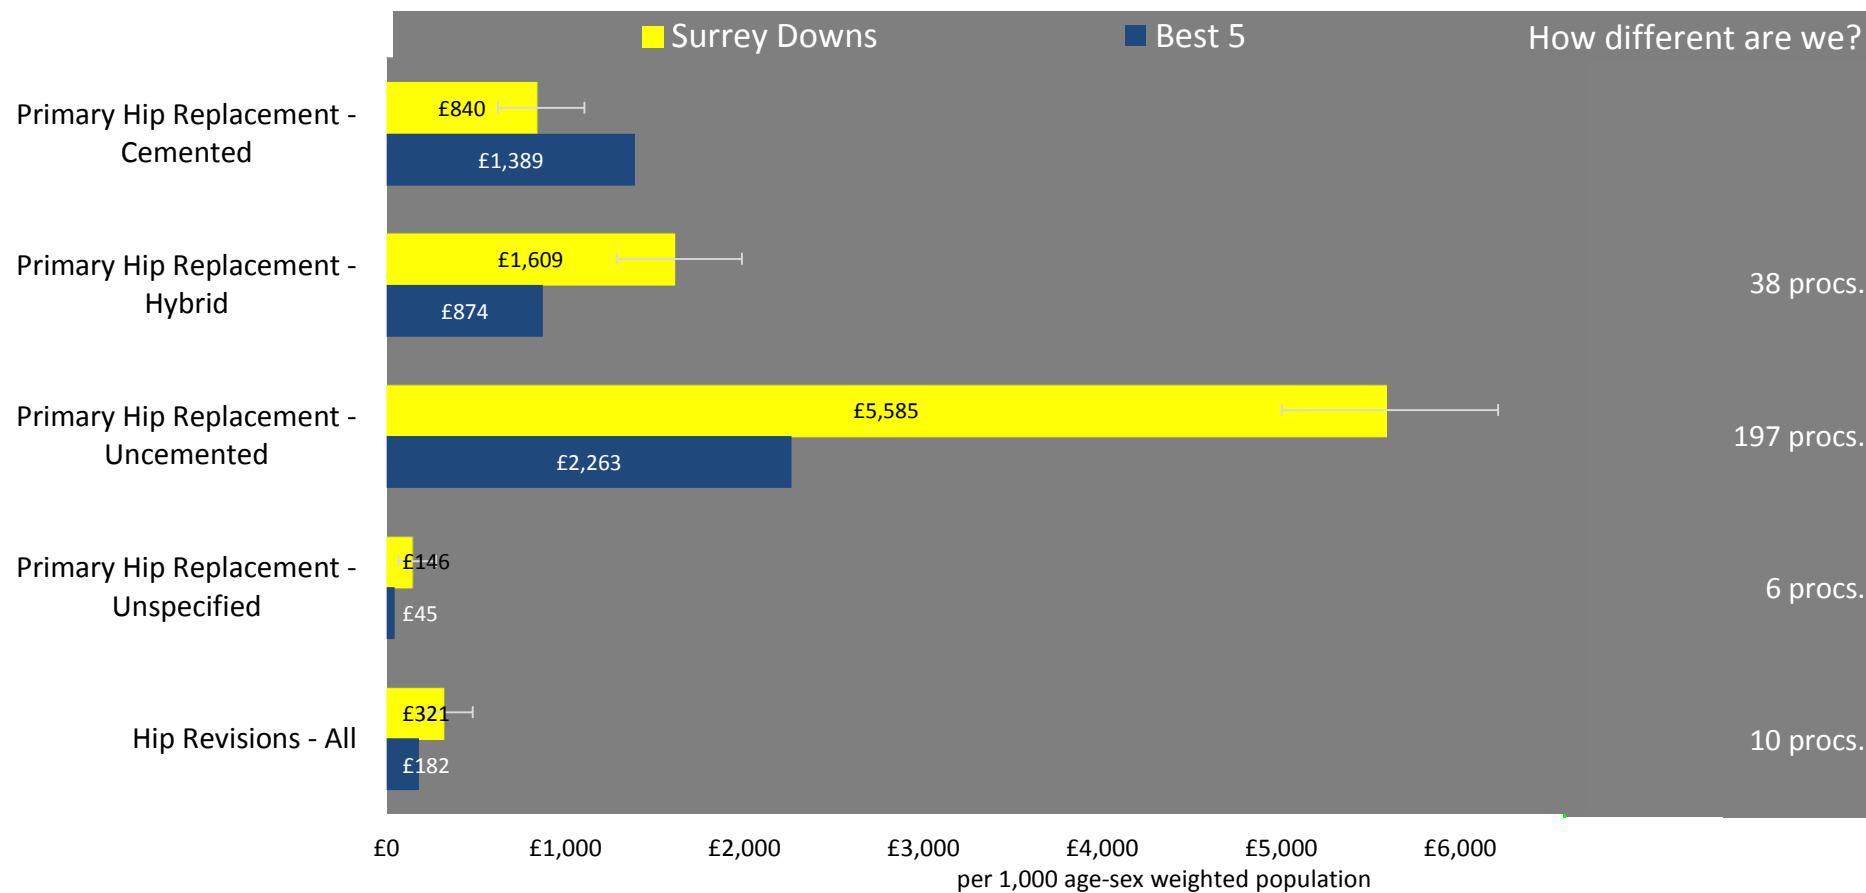 Surrey Downs
Best 5
How different are we?
Primary Hip Replacement -
Cemented
£840
£1,389
Primary Hip Replacement -
Hybrid
£1,609
£874
38 procs.
Primary Hip Replacement -
Uncemented
£5,585
£2,263
197 procs.
Primary Hip Replacement -
Unspecified
£146
£45
6 procs.
Hip Revisions - All
£321
£182
10 procs.
£0 £1,000 £2,000 £3,000 £4,000 £5,000 £6,000
per 1,000 age-sex weighted population